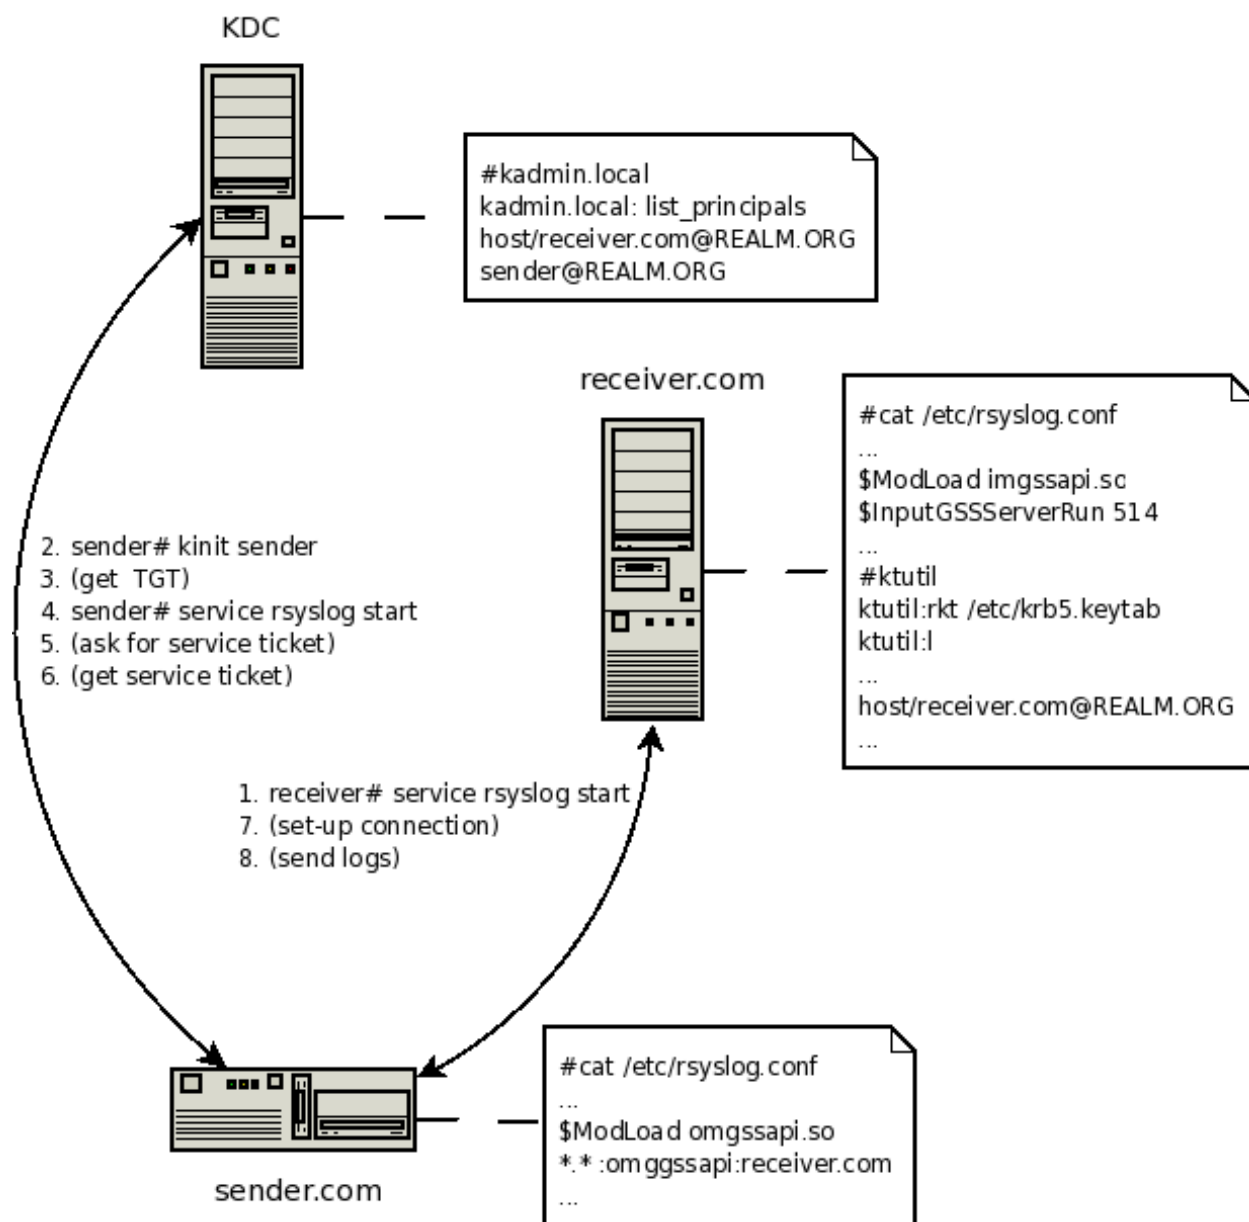 KDC
#kadmin.local
kadmin.local: list_principals
host/receiver.com@REALM.ORG
sender@REALM.ORG
receiver.com
#cat /etc/rsyslog.conf
...
$ModLoad imgssapi.so
$InputGSSServerRun 514
...
#ktutil
ktutil:rkt /etc/krb5.keytab
ktutil:l
...
host/receiver.com@REALM.ORG
...
2. sender# kinit sender
3. (get TGT)
4. sender# service rsyslog start
5. (ask for service ticket)
6. (get service ticket)
1. receiver# service rsyslog start
7. (set-up connection)
8. (send logs)
sender.com
#cat /etc/rsyslog.conf
...
$ModLoad omgssapi.so
*.* :omggssapi:receiver.com
...